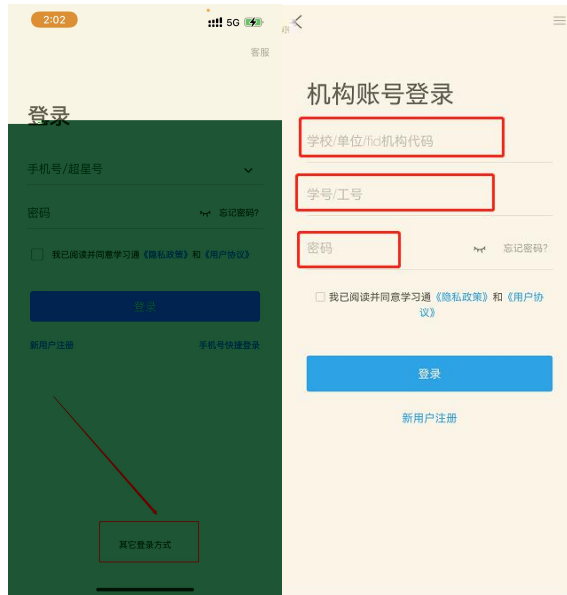 2:02
5G
客服
登录
手机号/超星号
密码
忘记密码?
我已阅读并同意学习通《隐私政策》和《用户协议》
登录
新用户注册
手机号快捷登录
其它登录方式
机构账号登录
学校/单位/fid机构代码
学号/工号
密码
忘记密码?
我已阅读并同意学习通《隐私政策》和《用户协
议》
登录
新用户注册